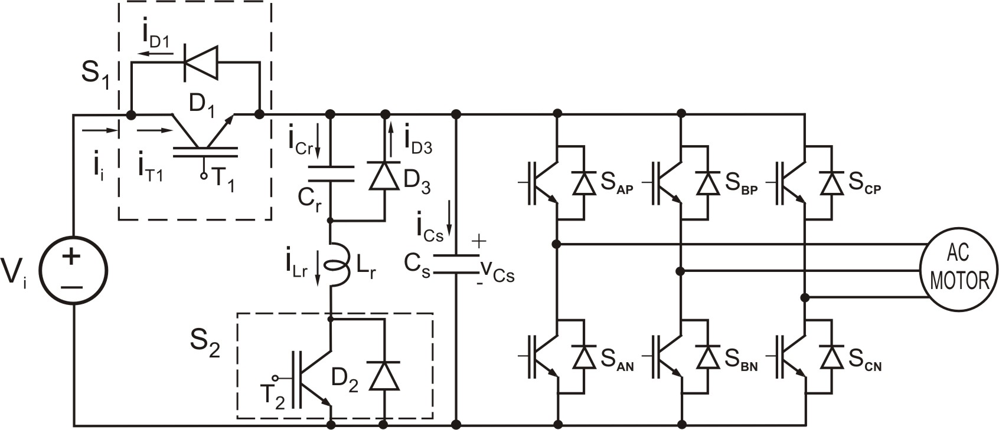 iD1
S1
D1
ii
iT1
T1
iCr
iD3
Cr
D3
iCs
+
Cs
vCs
-
iLr
Lr
Vi
+
−
S2
T2
D2
SAP
SBP
SCP
AC
MOTOR
SAN
SBN
SCN